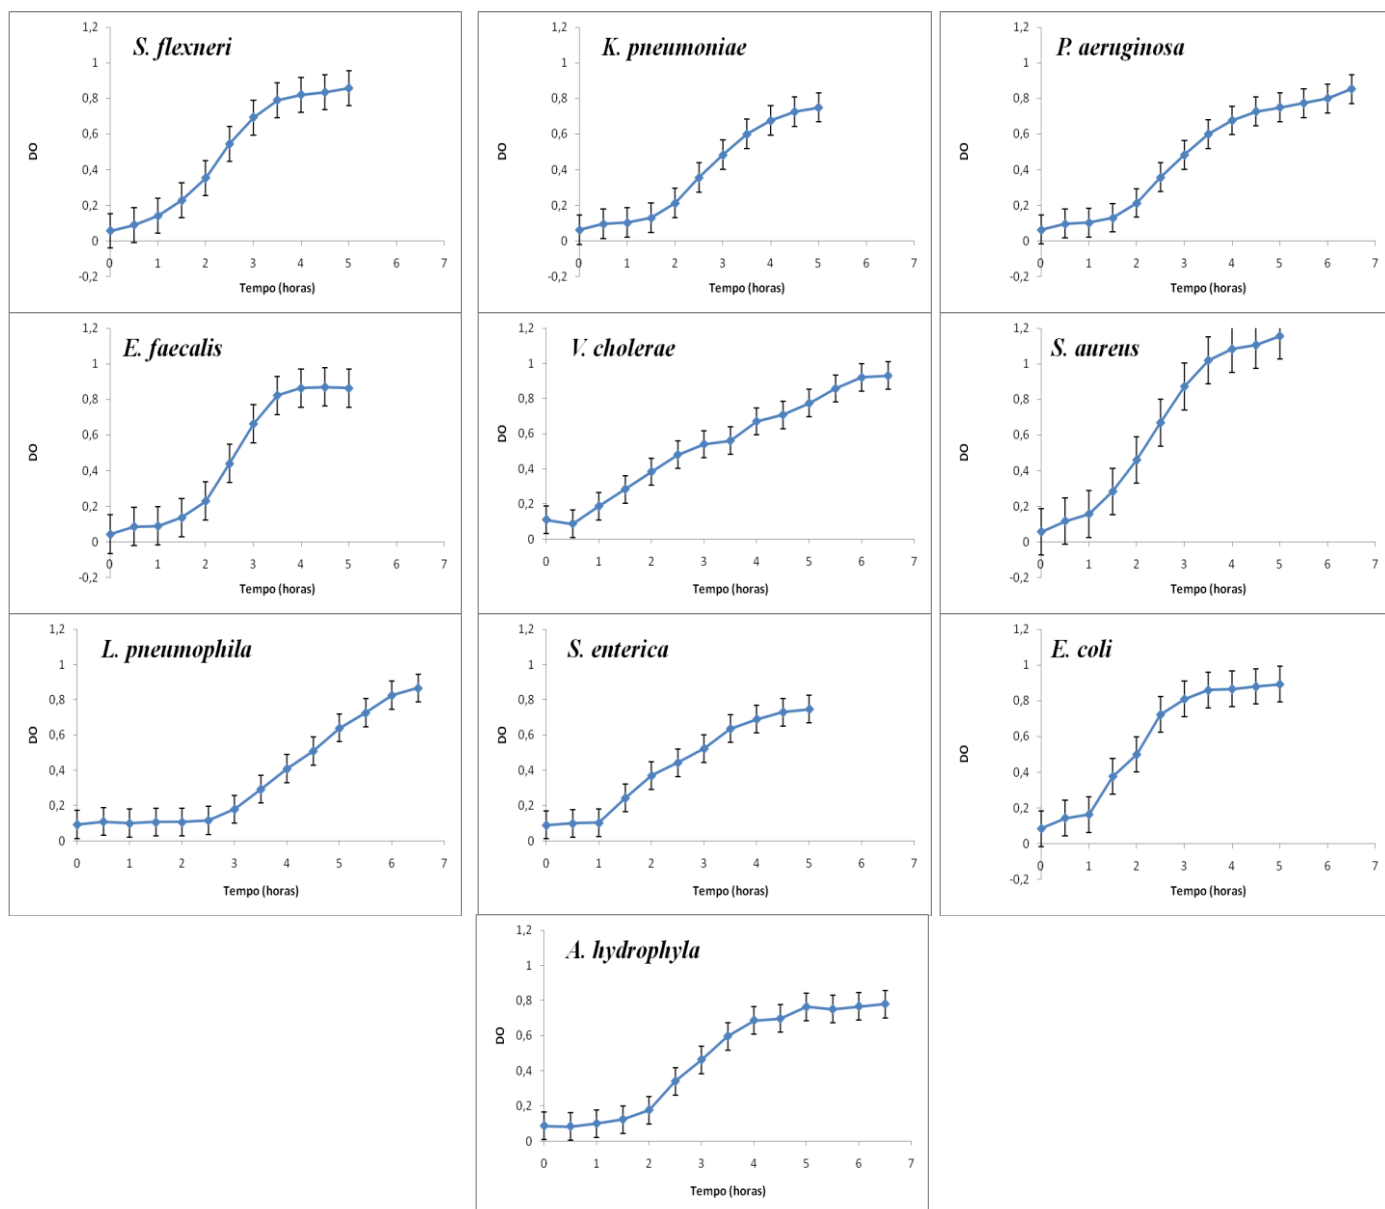 S. flexneri
1,2
1
0,8
0,6
0,4
0,2
0
-0,2
DO
0 1 2 3 4 5 6 7
Tempo (horas)
K. pneumoniae
1,2
1
0,8
0,6
0,4
0,2
0
-0,2
DO
0 1 2 3 4 5 6 7
Tempo (horas)
P. aeruginosa
1,2
1
0,8
0,6
0,4
0,2
0
-0,2
DO
0 1 2 3 4 5 6 7
Tempo (horas)
E. faecalis
1,2
1
0,8
0,6
0,4
0,2
0
-0,2
DO
0 1 2 3 4 5 6 7
Tempo (horas)
V. cholerae
1,2
1
0,8
0,6
0,4
0,2
0
DO
0 1 2 3 4 5 6 7
Tempo (horas)
S. aureus
1,2
1
0,8
0,6
0,4
0,2
0
-0,2
DO
0 1 2 3 4 5 6 7
Tempo (horas)
L. pneumophila
1,2
1
0,8
0,6
0,4
0,2
0
DO
0 1 2 3 4 5 6 7
Tempo (horas)
S. enterica
1,2
1
0,8
0,6
0,4
0,2
0
DO
0 1 2 3 4 5 6 7
Tempo (horas)
E. coli
1,2
1
0,8
0,6
0,4
0,2
0
-0,2
DO
0 1 2 3 4 5 6 7
Tempo (horas)
A. hydrophyla
1,2
1
0,8
0,6
0,4
0,2
0
DO
0 1 2 3 4 5 6 7
Tempo (horas)